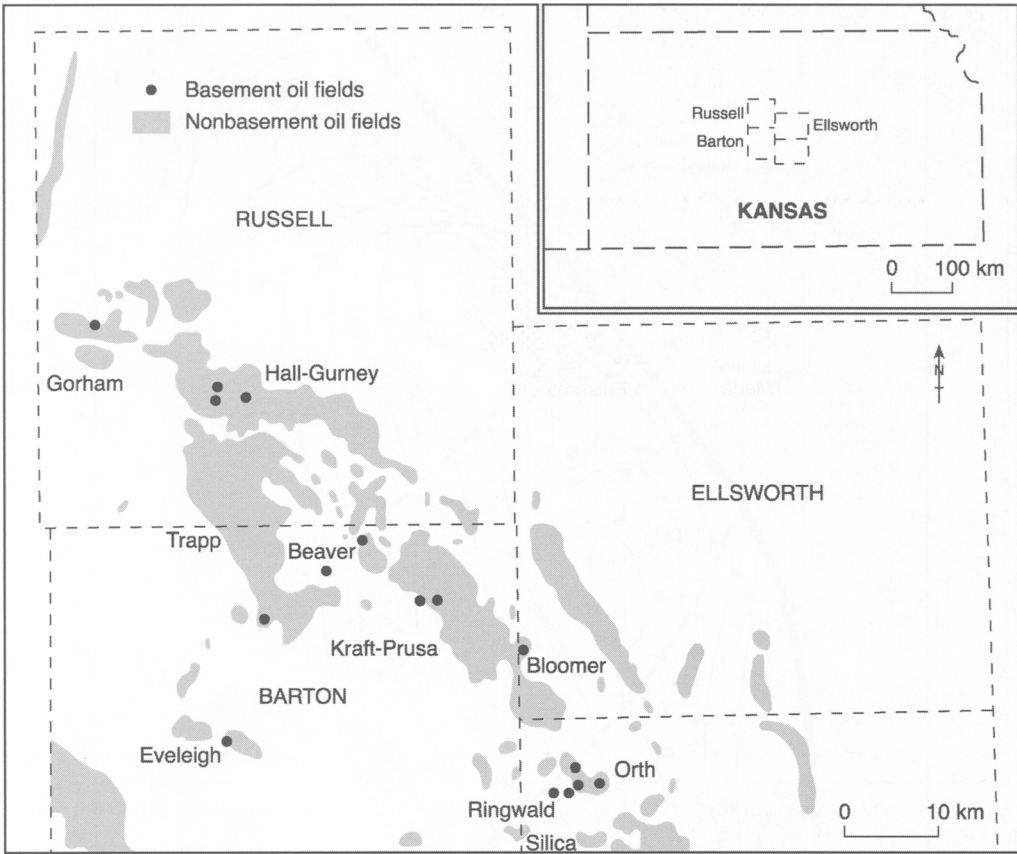 Basement oil fields
Nonbasement oil fields
RUSSELL
Gorham
Hall-Gurney
Trapp
Beaver
Kraft-Prusa
BARTON
Eveleigh
Bloomer
ELLSWORTH
N
Orth
Ringwald
Silica
0 10 km
Russell
Barton
Ellsworth
KANSAS
0 100 km